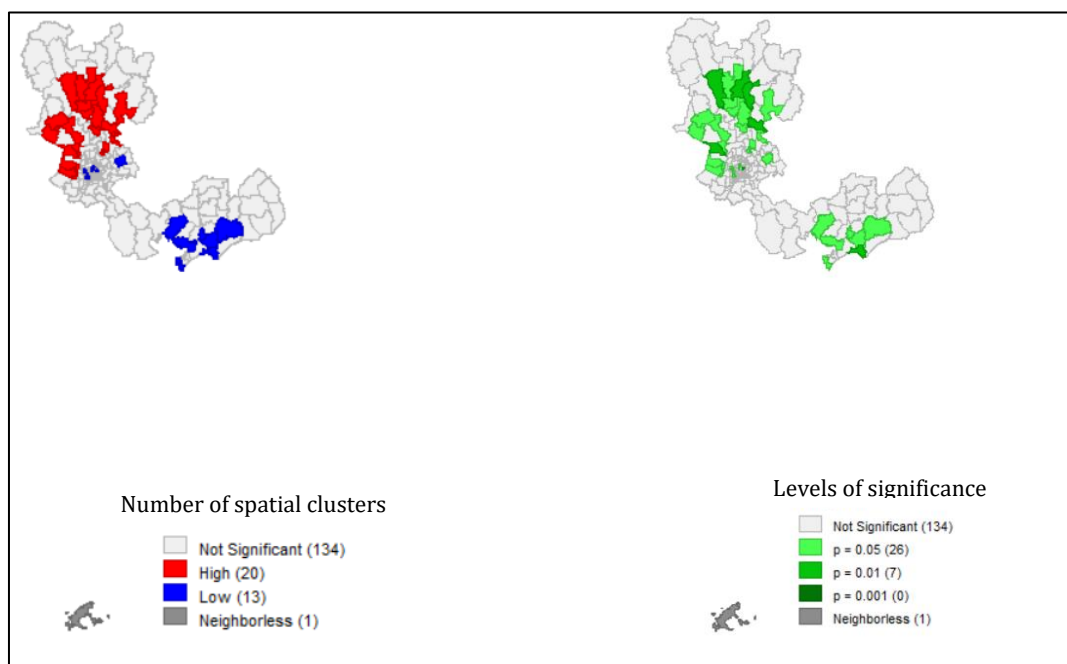 Number of spatial clusters
Not Significant (134)
High (20)
Low (13)
Neighborless (1)
Levels of significance
Not Significant (134)
p = 0.05 (26)
p = 0.01 (7)
p = 0.001 (0)
Neighborless (1)